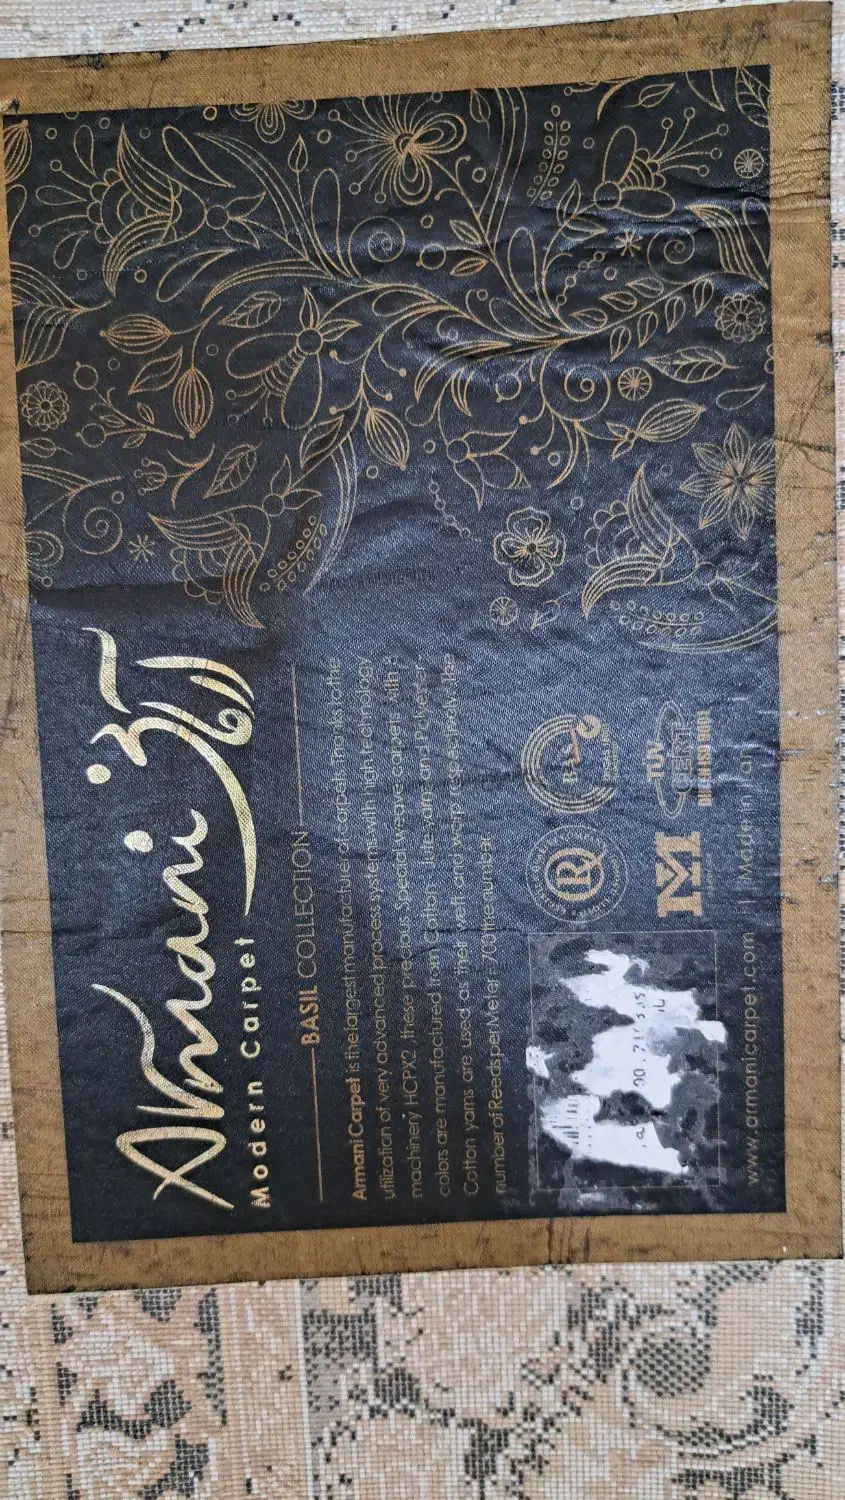 Armani
Modern Carpet
BASIL COLLECTION
Armani Carpet is the largest manufacturer of carpets. Thanks to the
utilization of very advanced process systems with high technology
machinery HCPX2 , these precious Special weave carpets with
colors are manufactured from Cotton , Jute yarns and Polyester
Cotton yarns are used as their weft and warp respectively. The
number of Reeds per Meter : 700 the number
TÜV
CERT
M
www.armanicarpet.com || Made in Iran